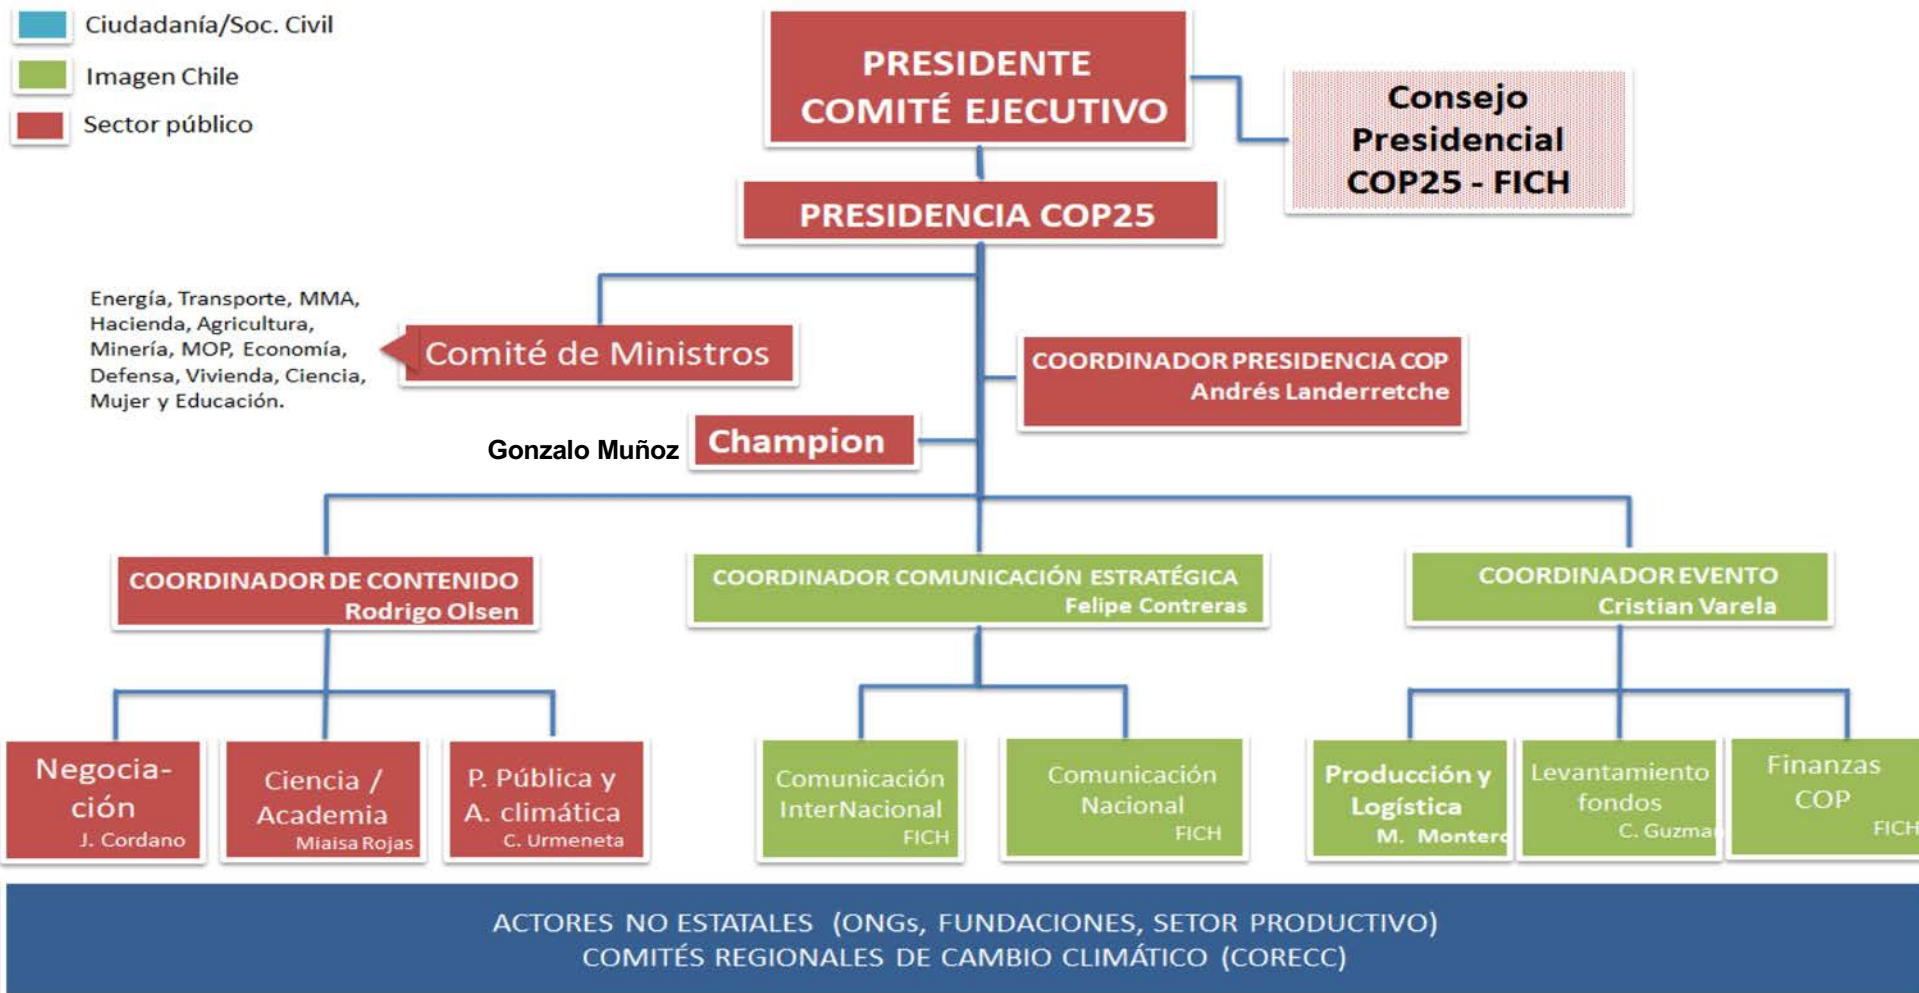 Ciudadanía/Soc. Civil
Imagen Chile
Sector público
PRESIDENTE
COMITÉ EJECUTIVO
Consejo
Presidencial
COP25 - FICH
PRESIDENCIA COP25
Energía, Transporte, MMA,
Hacienda, Agricultura,
Minería, MOP, Economía,
Defensa, Vivienda, Ciencia,
Mujer y Educación.
Comité de Ministros
COORDINADOR PRESIDENCIA COP
Andrés Landerretche
Gonzalo Muñoz
Champion
COORDINADOR DE CONTENIDO
Rodrigo Olsen
COORDINADOR COMUNICACIÓN ESTRATÉGICA
Felipe Contreras
COORDINADOR EVENTO
Cristian Varela
Negocia-
ción
J. Cordano
Ciencia /
Academia
Miaisa Rojas
P. Pública y
A. climática
C. Urmeneta
Comunicación
InterNacional
FICH
Comunicación
Nacional
FICH
Producción y
Logística
M. Montero
Levantamiento
fondos
C. Guzman
Finanzas
COP
FICH
ACTORES NO ESTATALES (ONGs, FUNDACIONES, SETOR PRODUCTIVO)
COMITÉS REGIONALES DE CAMBIO CLIMÁTICO (CORECC)